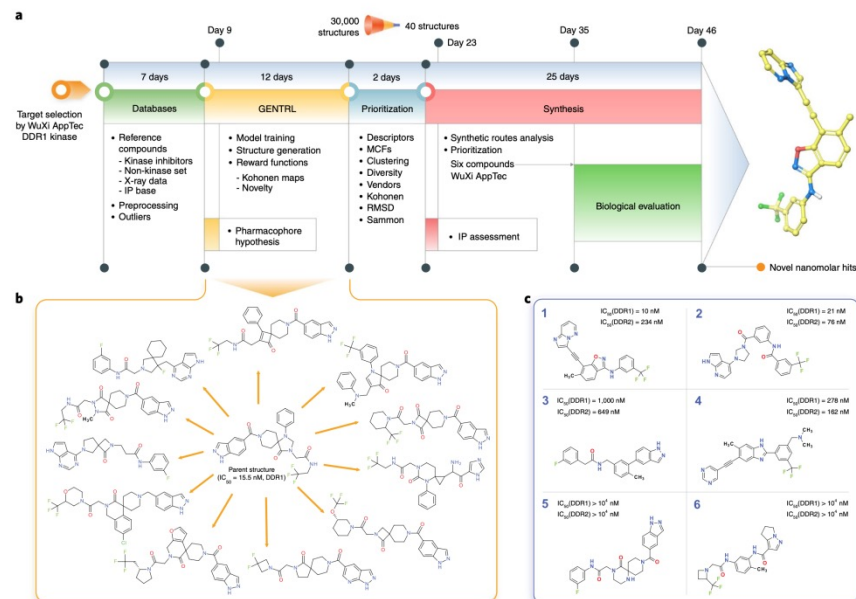 a
Day 9
30,000
structures
40 structures
Day 23
Day 35
Day 46
7 days
12 days
2 days
25 days
Target selection
by WuXi AppTec
DDR1 kinase
Databases
GENTRL
Prioritization
Synthesis
• Reference
compounds
- Kinase inhibitors
- Non-kinase set
- X-ray data
- IP base
• Preprocessing
• Outliers
• Model training
• Structure generation
• Reward functions
- Kohonen maps
- Novelty
• Pharmacophore
hypothesis
• Descriptors
• MCFs
• Clustering
• Diversity
• Vendors
• Kohonen
• RMSD
• Sammon
• Synthetic routes analysis
• Prioritization
Six compounds
WuXi AppTec
• IP assessment
Biological evaluation
Novel nanomolar hits
b
Parent structure
(IC50 = 15.5 nM, DDR1)
c
1
IC50(DDR1) = 10 nM
IC50(DDR2) = 234 nM
2
IC50(DDR1) = 21 nM
IC50(DDR2) = 76 nM
3
IC50(DDR1) = 1,000 nM
IC50(DDR2) = 649 nM
4
IC50(DDR1) = 278 nM
IC50(DDR2) = 162 nM
5
IC50(DDR1) > 10⁴ nM
IC50(DDR2) > 10⁴ nM
6
IC50(DDR1) > 10⁴ nM
IC50(DDR2) > 10⁴ nM